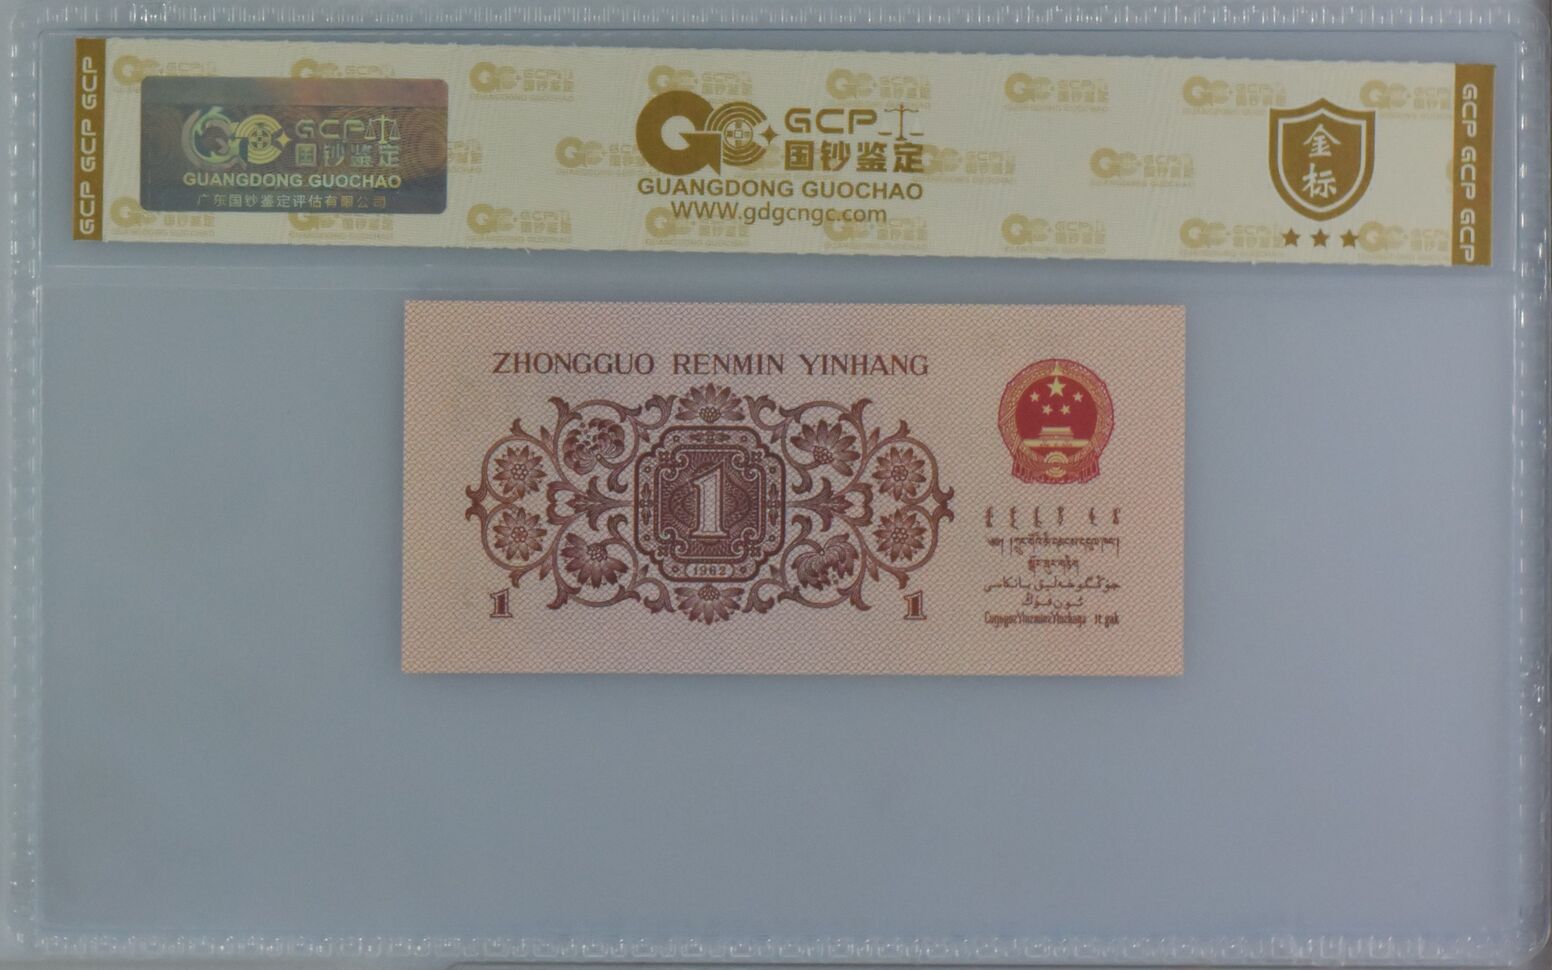 GCP GCP GCP
GCP
国钞鉴定
GUANGDONG GUOCHAO
广东国钞鉴定评估有限公司
GCP
国钞鉴定
GUANGDONG GUOCHAO
WWW.gdgcngc.com
金标
GCP GCP GCP
ZHONGGUO RENMIN YINHANG
1
1962
1
1